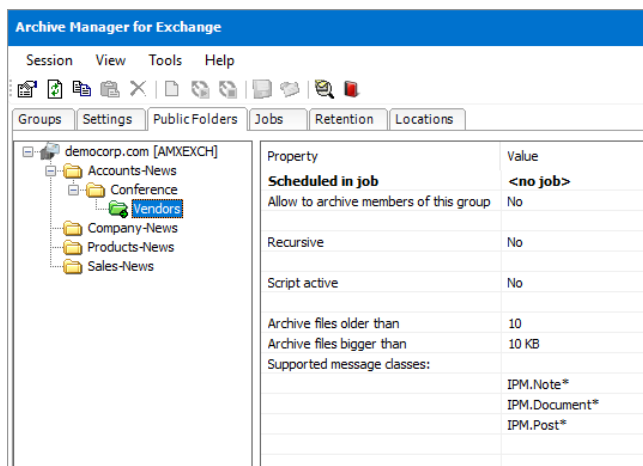 Archive Manager for Exchange
Session View Tools Help
Groups Settings Public Folders Jobs Retention Locations
democorp.com [AMXEXCH]
Accounts-News
Conference
Vendors
Company-News
Products-News
Sales-News
Property Value
Scheduled in job <no job>
Allow to archive members of this group No
Recursive No
Script active No
Archive files older than 10
Archive files bigger than 10 KB
Supported message classes:
IPM.Note*
IPM.Document*
IPM.Post*